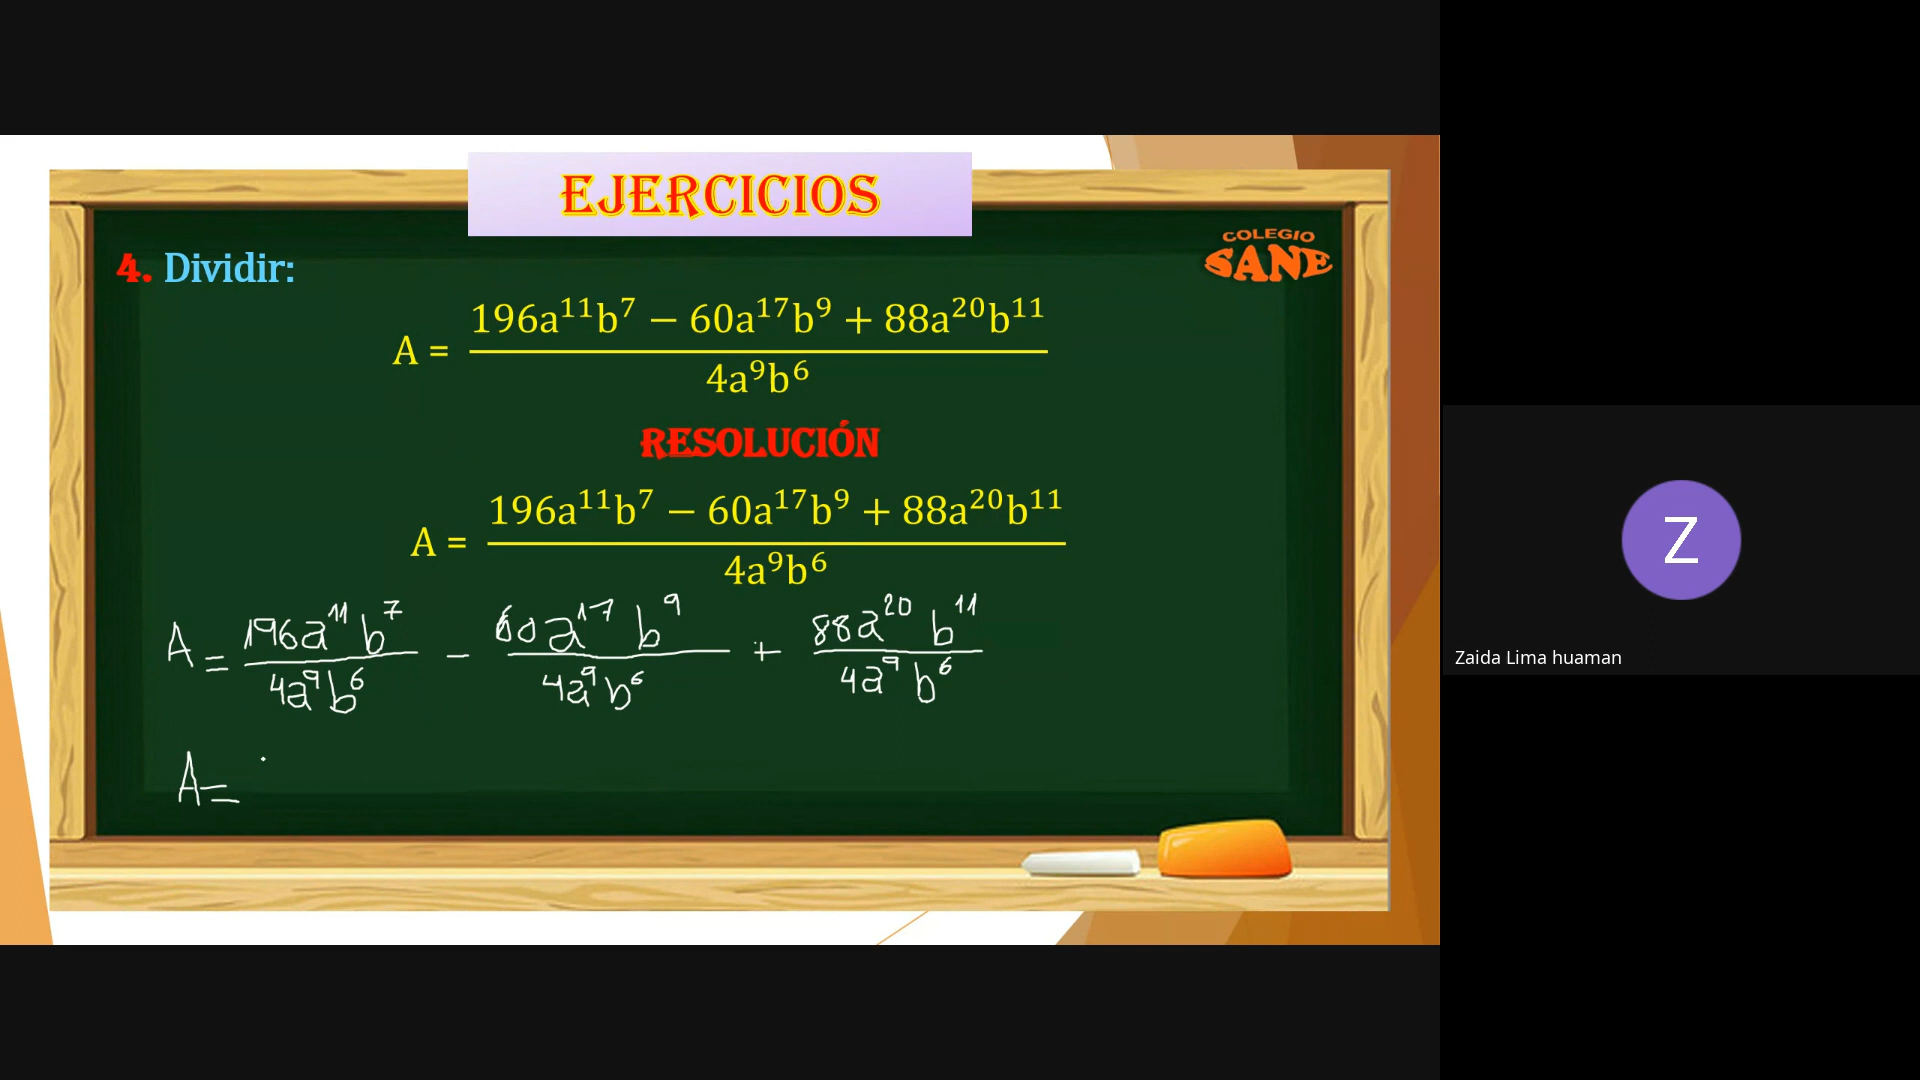 EJERCICIOS
COLEGIO
SANE
4. Dividir:
A = (196a¹¹b⁷ − 60a¹⁷b⁹ + 88a²⁰b¹¹) / (4a⁹b⁶)
RESOLUCIÓN
A = (196a¹¹b⁷ − 60a¹⁷b⁹ + 88a²⁰b¹¹) / (4a⁹b⁶)
A = 196a¹¹b⁷ / 4a⁹b⁶ − 60a¹⁷b⁹ / 4a⁹b⁶ + 88a²⁰b¹¹ / 4a⁹b⁶
A =
Z
Zaida Lima huaman